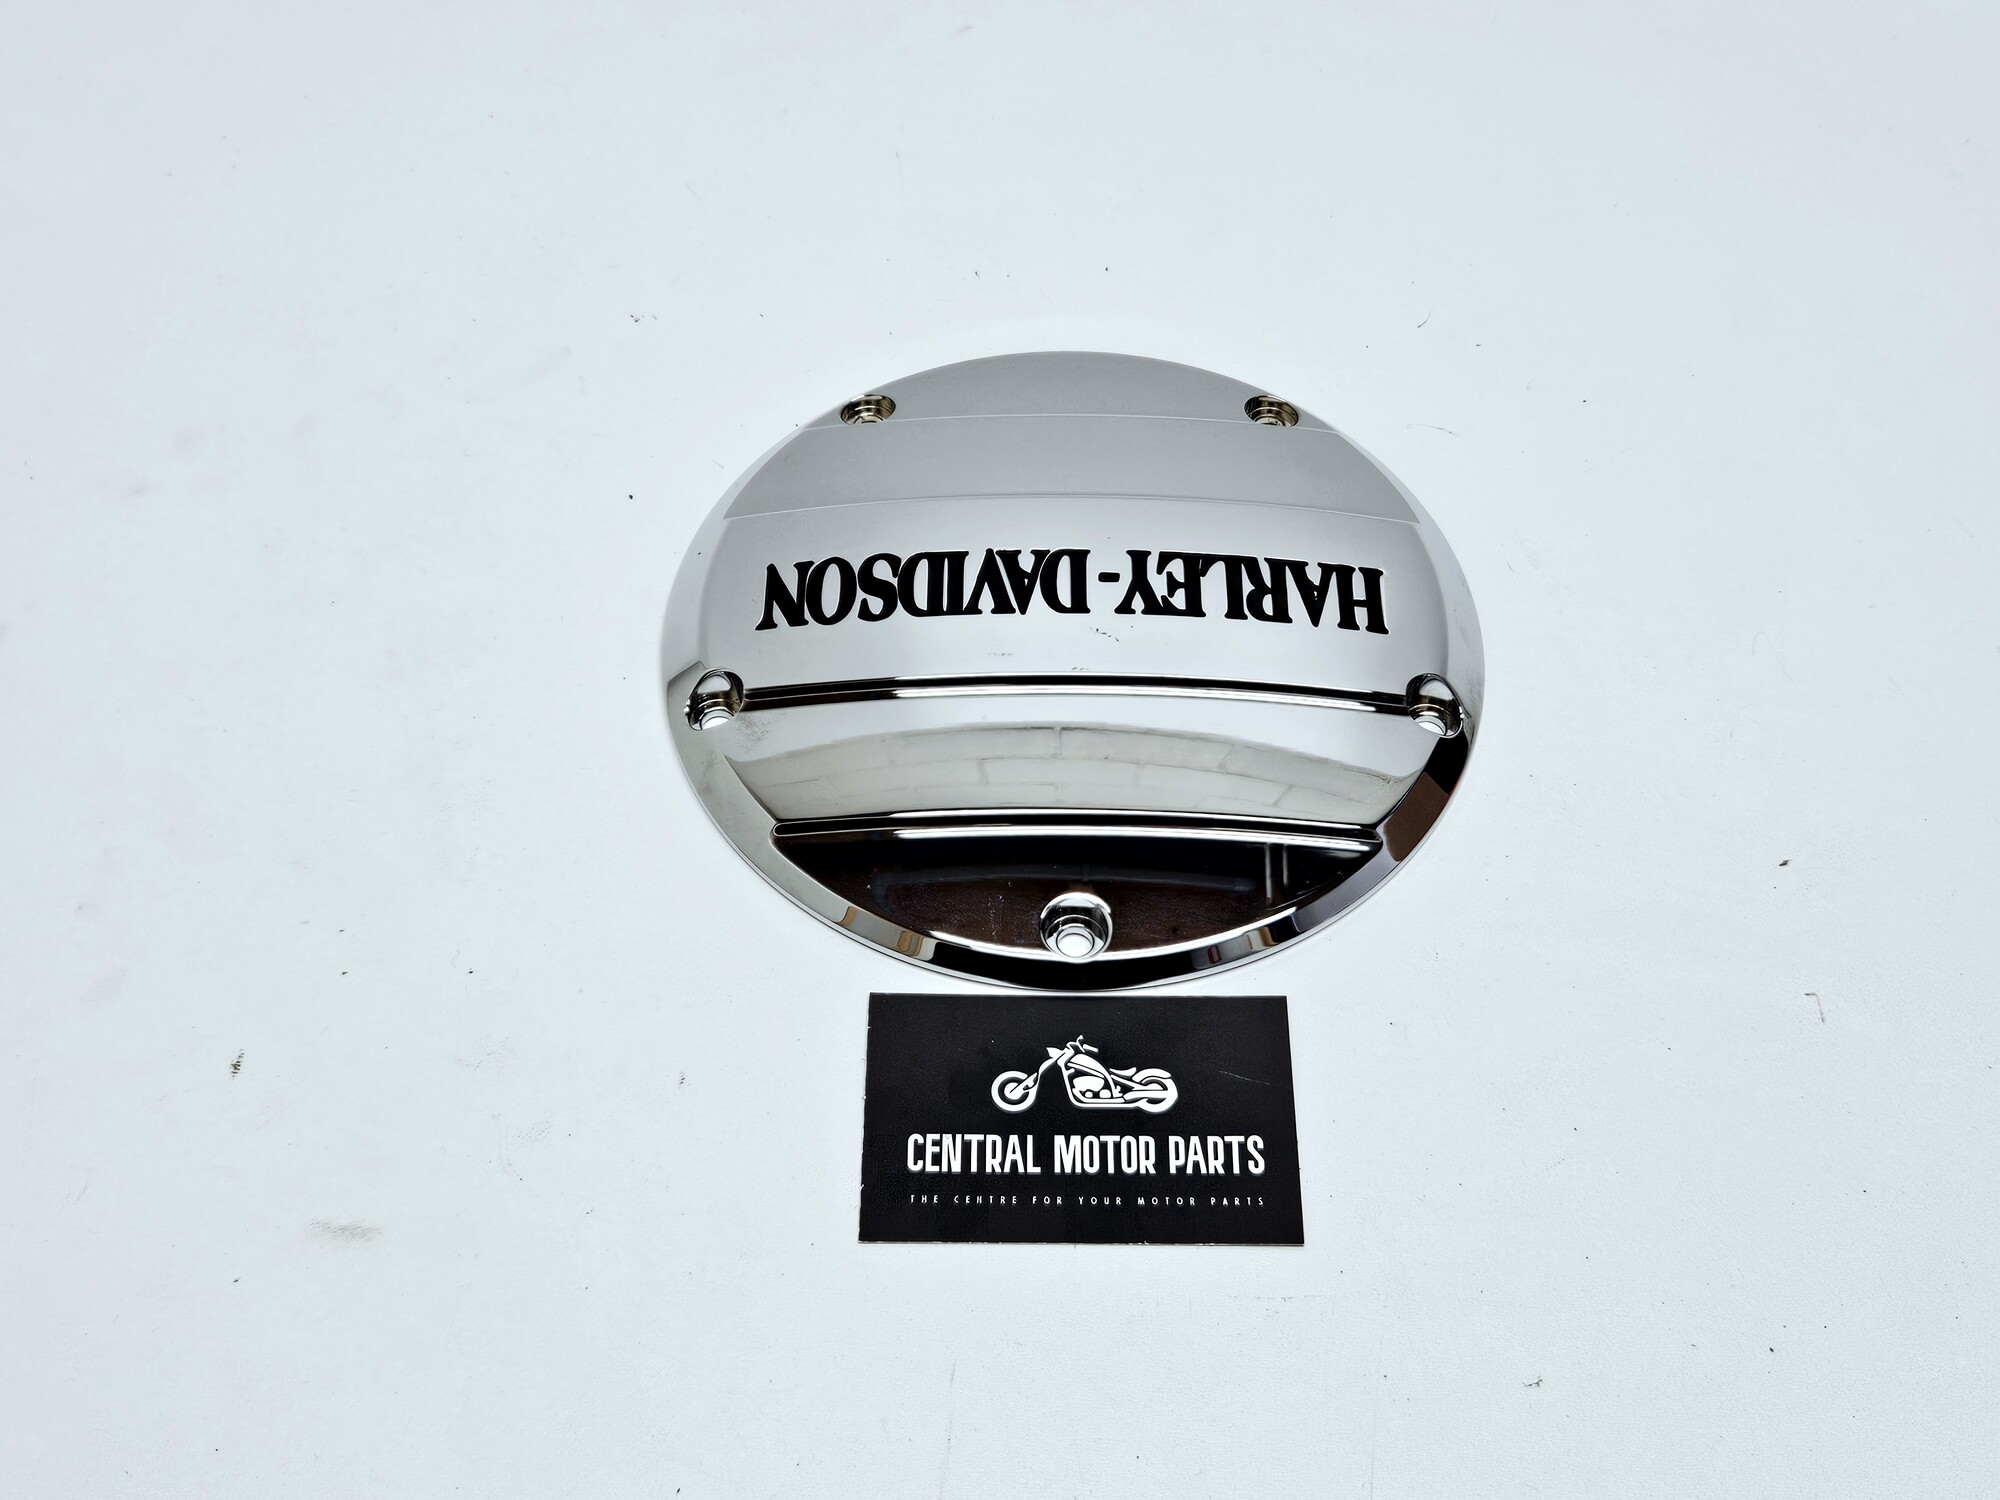 HARLEY-DAVIDSON
CENTRAL MOTOR PARTS
THE CENTRE FOR YOUR MOTOR PARTS